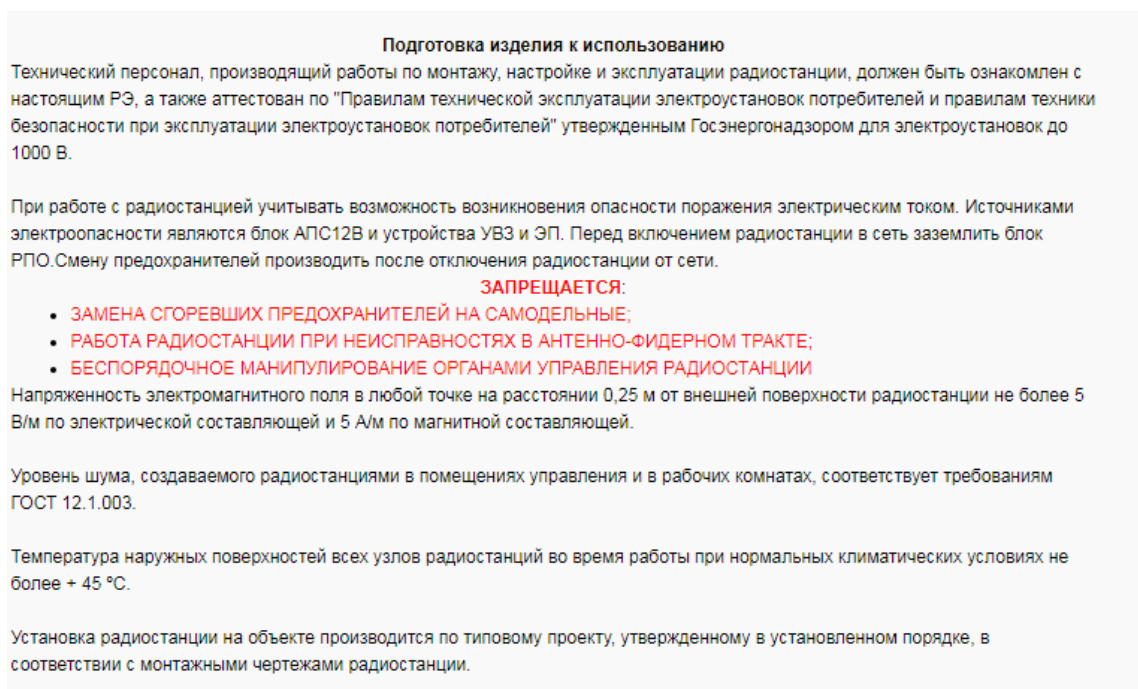 Подготовка изделия к использованию
Технический персонал, производящий работы по монтажу, настройке и эксплуатации радиостанции, должен быть ознакомлен с
настоящим РЭ, а также аттестован по "Правилам технической эксплуатации электроустановок потребителей и правилам техники
безопасности при эксплуатации электроустановок потребителей" утвержденным Госэнергонадзором для электроустановок до
1000 В.
При работе с радиостанцией учитывать возможность возникновения опасности поражения электрическим током. Источниками
электроопасности являются блок АПС12В и устройства УВЗ и ЭП. Перед включением радиостанции в сеть заземлить блок
РПО.Смену предохранителей производить после отключения радиостанции от сети.
ЗАПРЕЩАЕТСЯ:
• ЗАМЕНА СГОРЕВШИХ ПРЕДОХРАНИТЕЛЕЙ НА САМОДЕЛЬНЫЕ;
• РАБОТА РАДИОСТАНЦИИ ПРИ НЕИСПРАВНОСТЯХ В АНТЕННО-ФИДЕРНОМ ТРАКТЕ;
• БЕСПОРЯДОЧНОЕ МАНИПУЛИРОВАНИЕ ОРГАНАМИ УПРАВЛЕНИЯ РАДИОСТАНЦИИ
Напряженность электромагнитного поля в любой точке на расстоянии 0,25 м от внешней поверхности радиостанции не более 5
В/м по электрической составляющей и 5 А/м по магнитной составляющей.
Уровень шума, создаваемого радиостанциями в помещениях управления и в рабочих комнатах, соответствует требованиям
ГОСТ 12.1.003.
Температура наружных поверхностей всех узлов радиостанций во время работы при нормальных климатических условиях не
более + 45 ºС.
Установка радиостанции на объекте производится по типовому проекту, утвержденному в установленном порядке, в
соответствии с монтажными чертежами радиостанции.